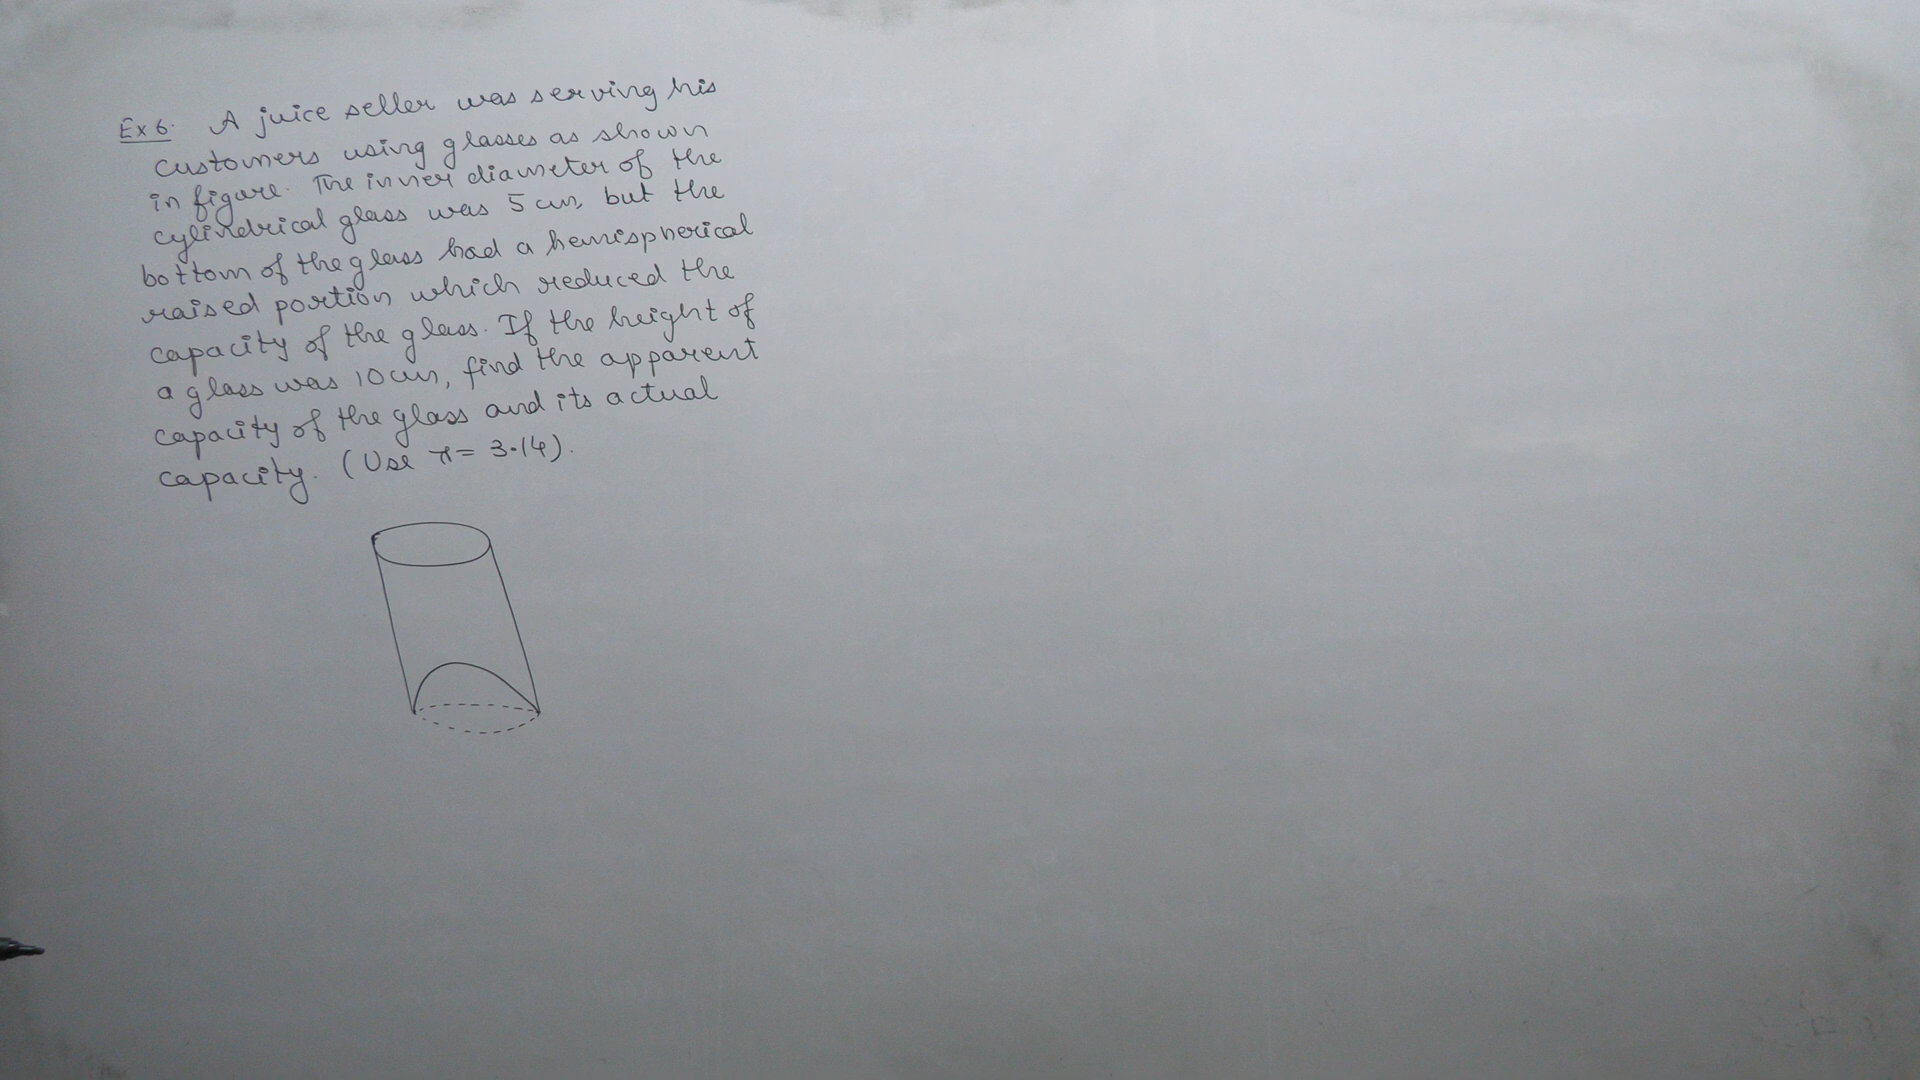 Ex 6. A juice seller was serving his
customers using glasses as shown
in figure. The inner diameter of the
cylindrical glass was 5 cm, but the
bottom of the glass had a hemispherical
raised portion which reduced the
capacity of the glass. If the height of
a glass was 10 cm, find the apparent
capacity of the glass and its actual
capacity. (Use π = 3.14).